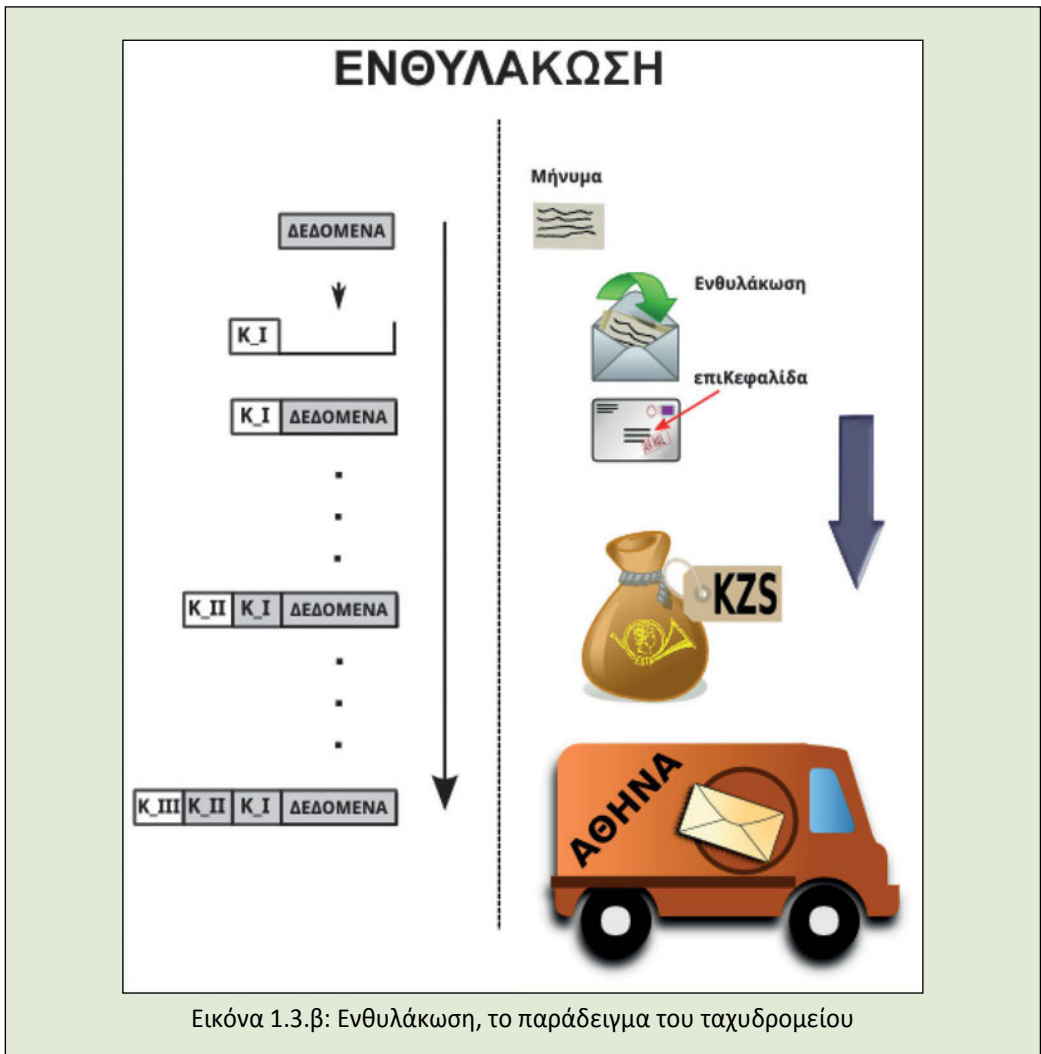 ΕΝΘΥΛΑΚΩΣΗ
ΔΕΔΟΜΕΝΑ
Κ_Ι
Κ_Ι ΔΕΔΟΜΕΝΑ
Κ_ΙΙ Κ_Ι ΔΕΔΟΜΕΝΑ
Κ_ΙΙΙ Κ_ΙΙ Κ_Ι ΔΕΔΟΜΕΝΑ
Μήνυμα
Ενθυλάκωση
επιΚεφαλίδα
KZS
ΑΘΗΝΑ
Εικόνα 1.3.β: Ενθυλάκωση, το παράδειγμα του ταχυδρομείου